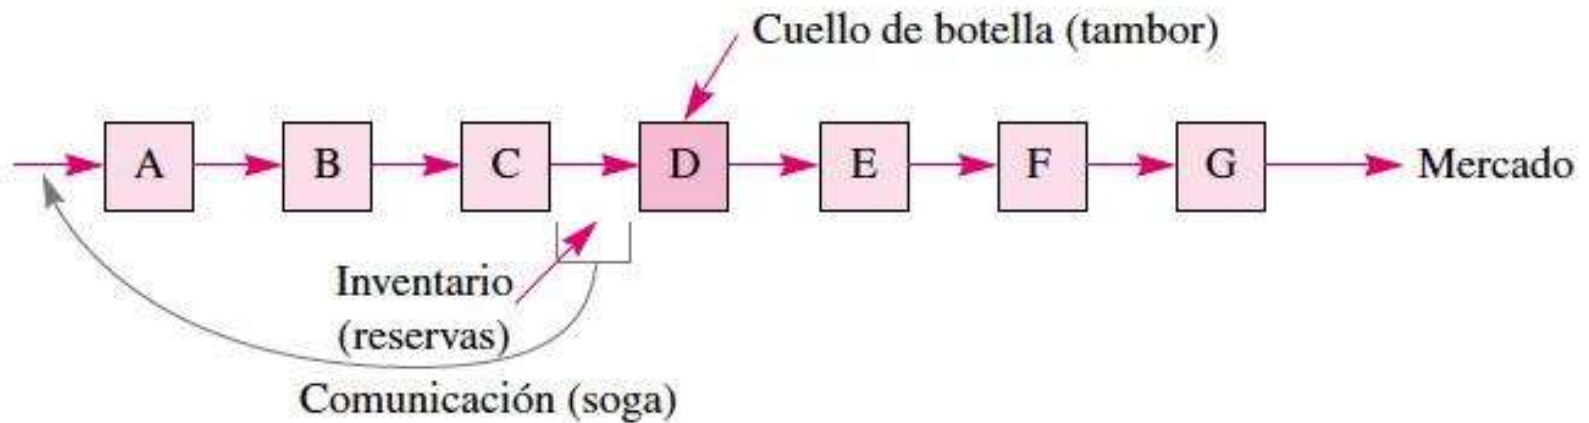 Cuello de botella (tambor)
A B C D E F G Mercado
Inventario
(reservas)
Comunicación (soga)